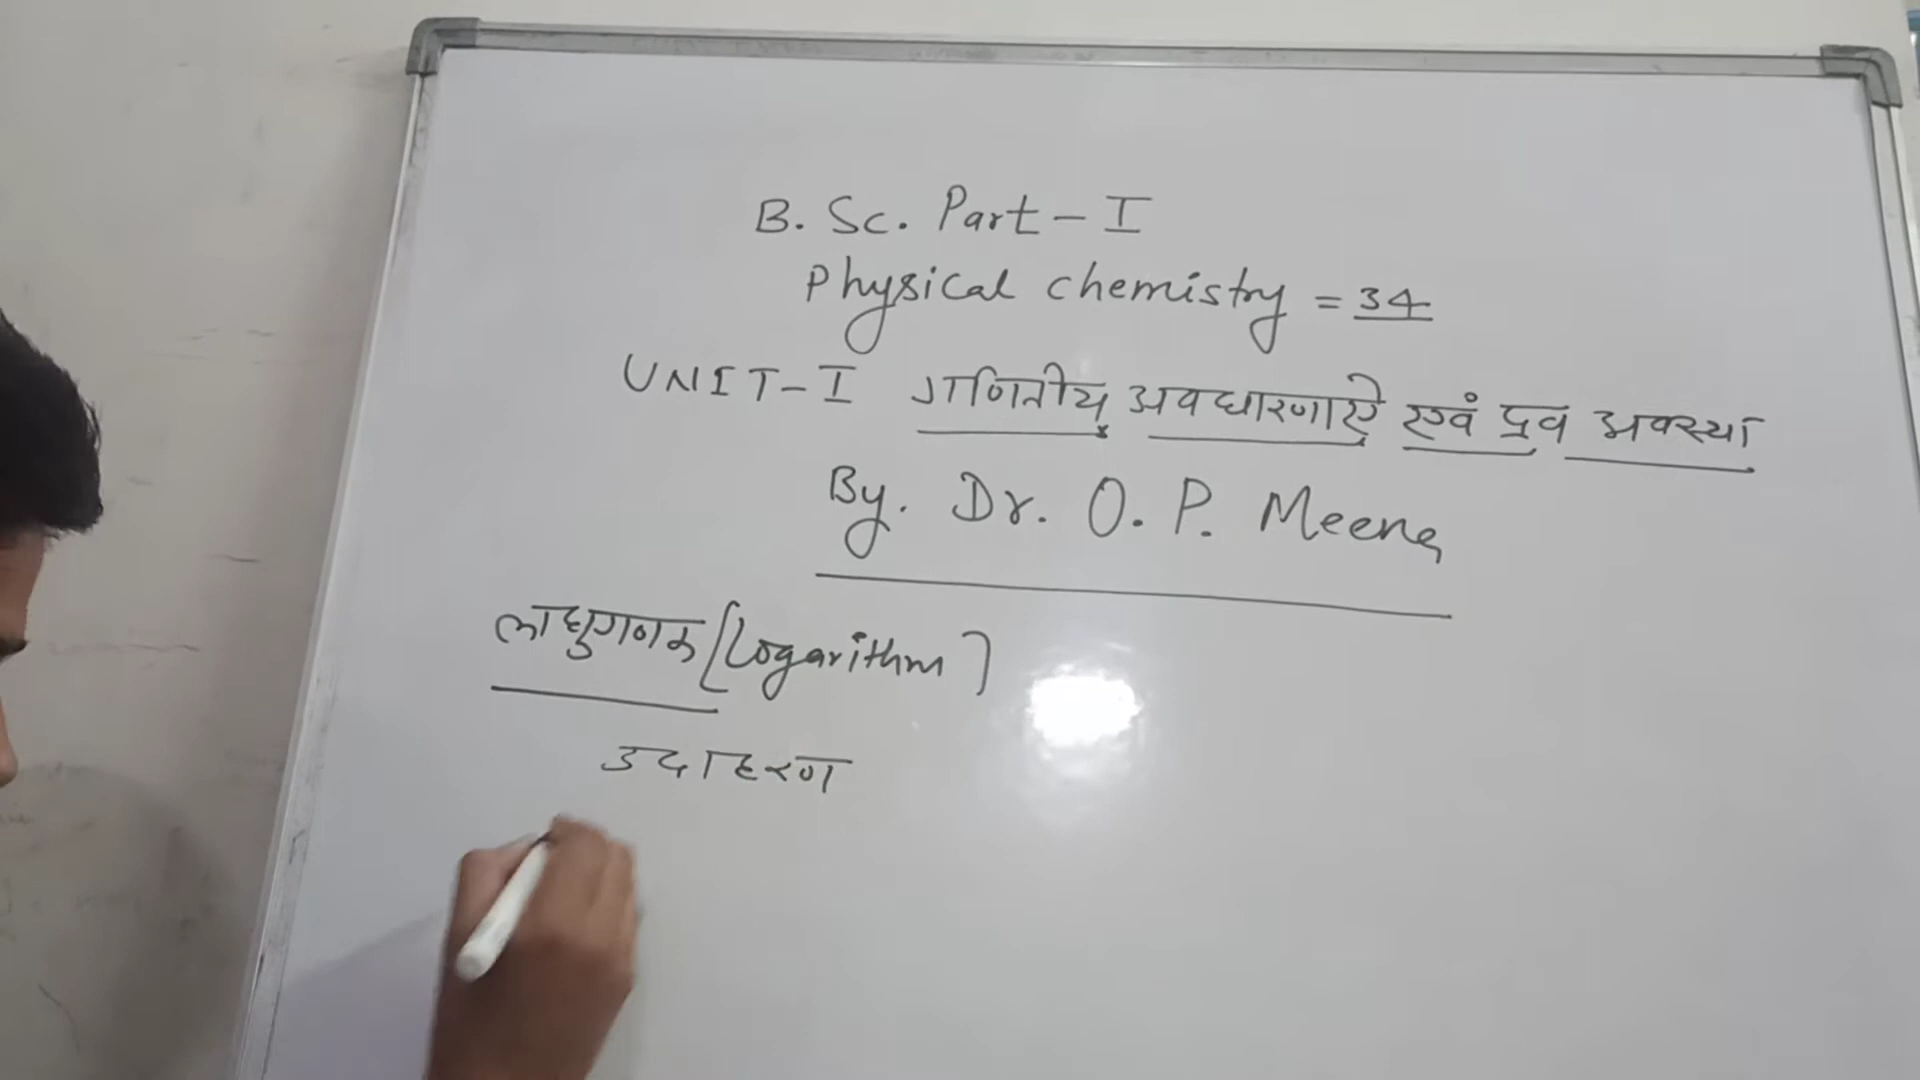 B. Sc. Part - I
Physical chemistry = 34
UNIT - I गणितीय अवधारणाऐ एवं द्रव अवस्था
By. Dr. O. P. Meena
लाघुगणक [Logarithm]
उदाहरण